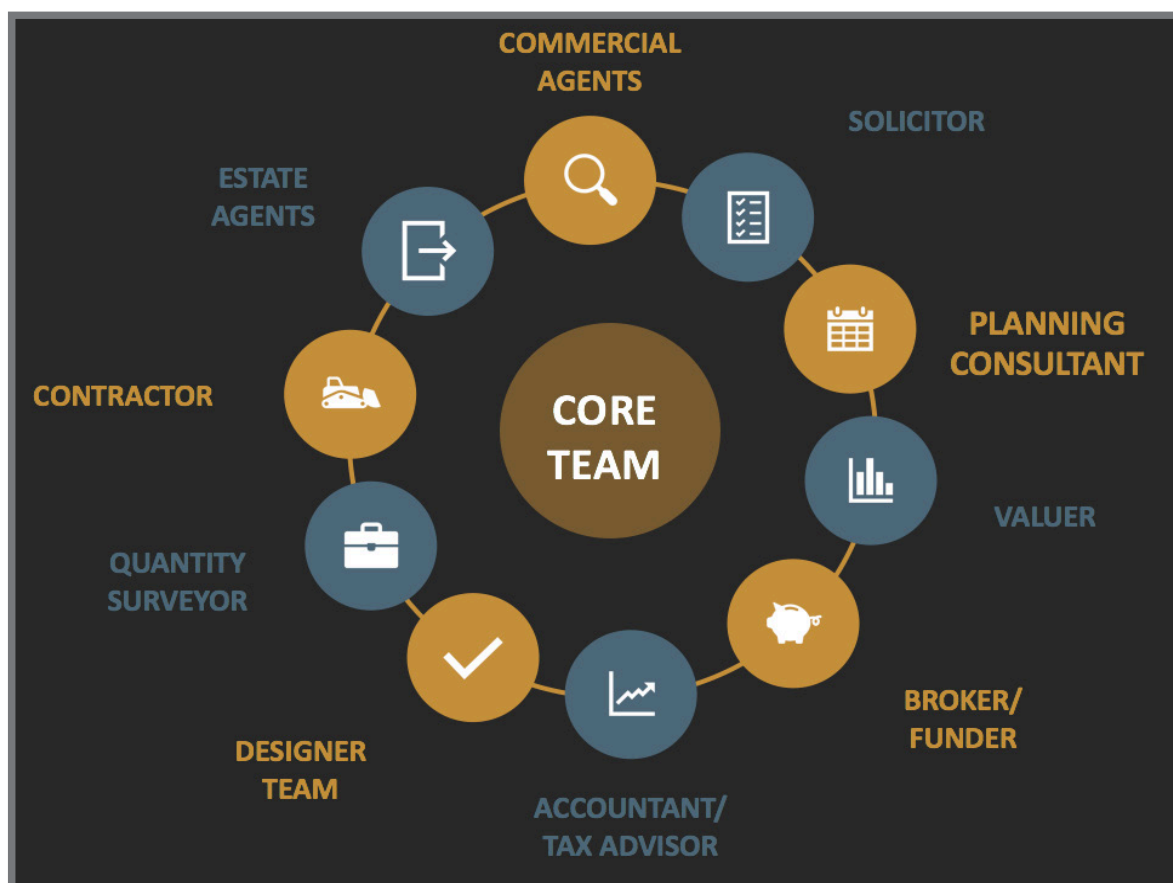 COMMERCIAL
AGENTS
SOLICITOR
PLANNING
CONSULTANT
VALUER
BROKER/
FUNDER
ACCOUNTANT/
TAX ADVISOR
DESIGNER
TEAM
QUANTITY
SURVEYOR
CONTRACTOR
ESTATE
AGENTS
CORE
TEAM